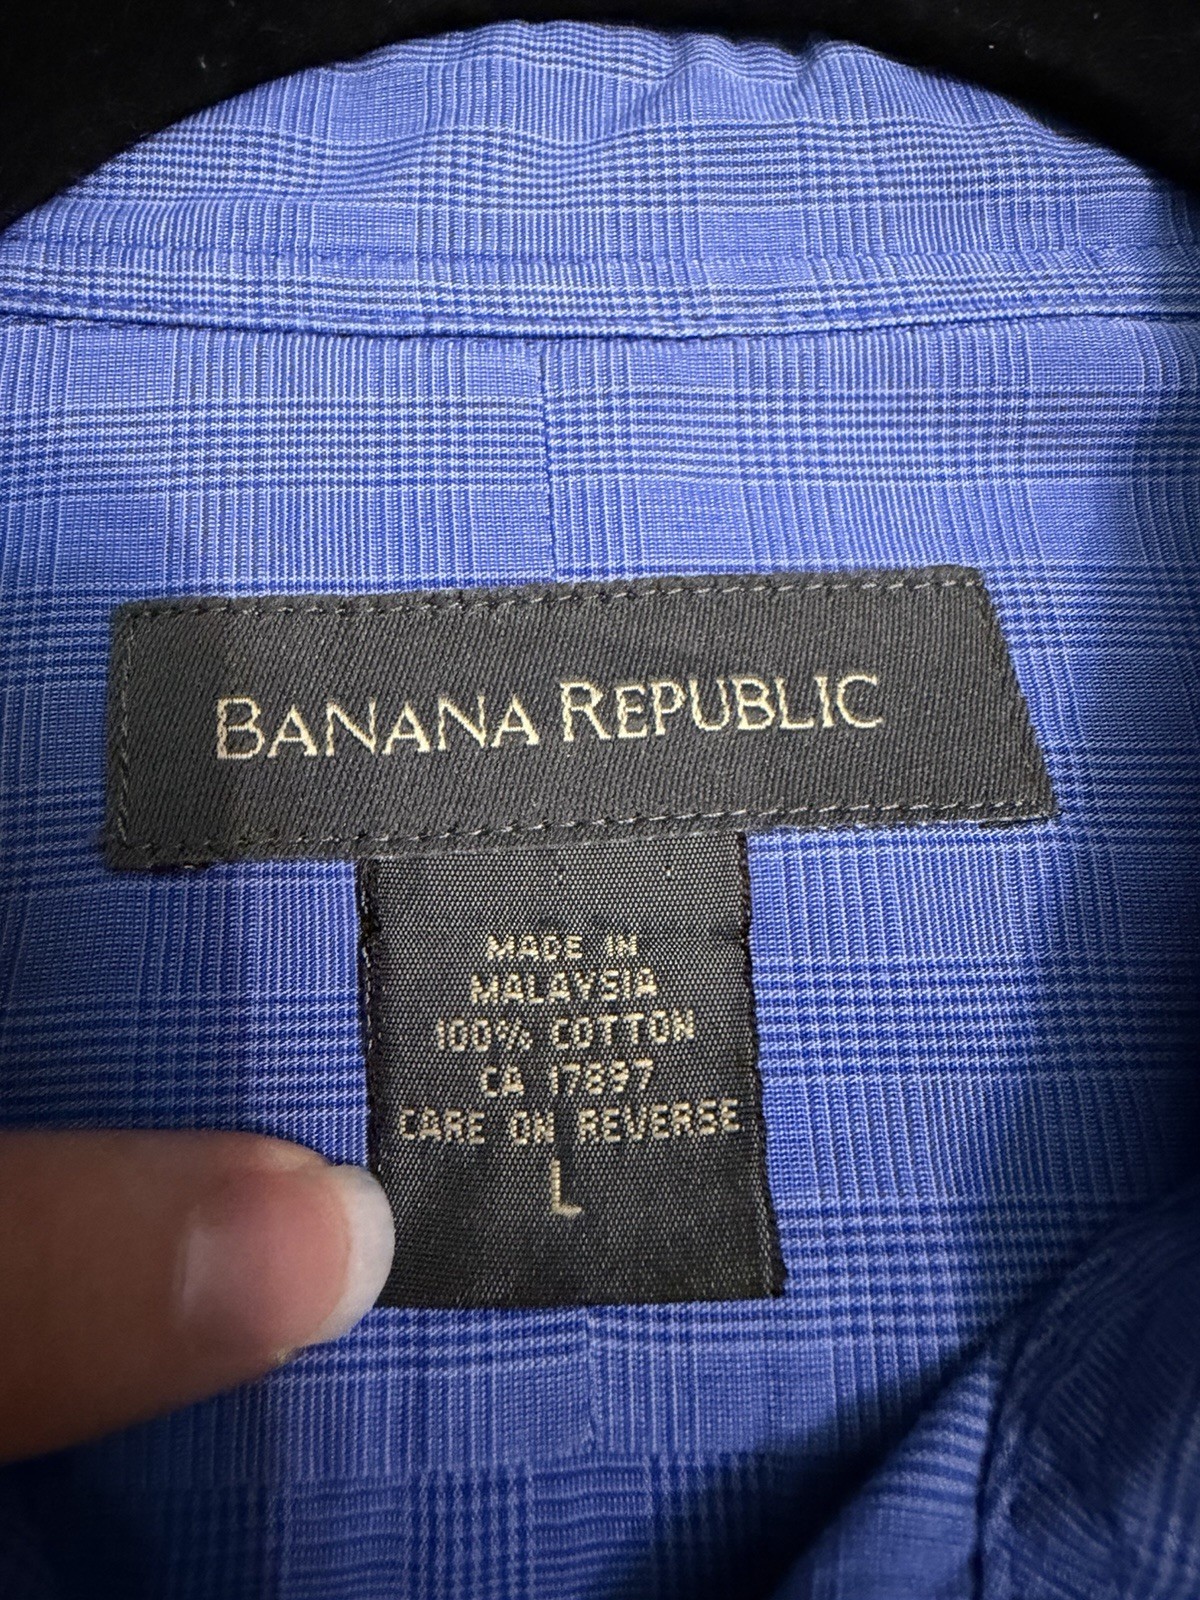 BANANA REPUBLIC
MADE IN
MALAYSIA
100% COTTON
CA 17897
CARE ON REVERSE
L